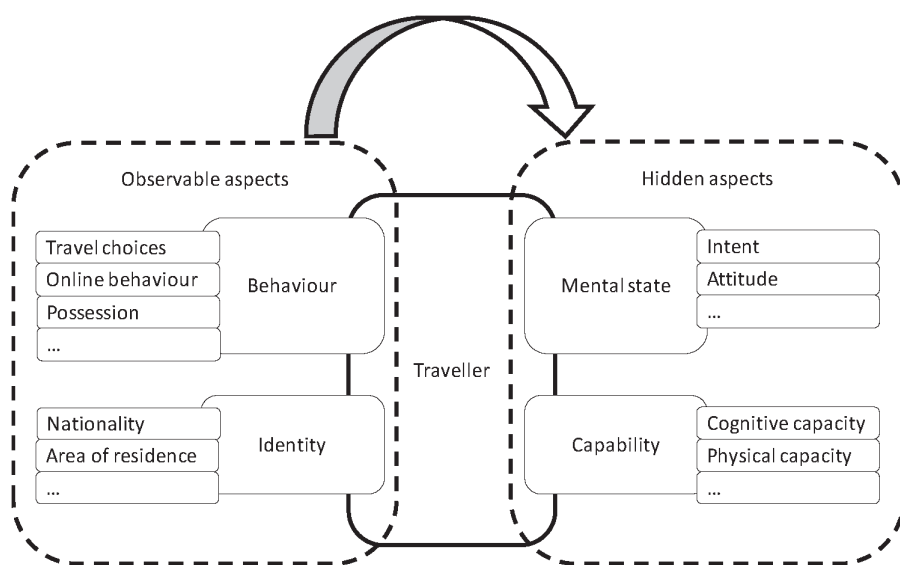 Observable aspects
Travel choices
Online behaviour
Possession
...
Behaviour
Nationality
Area of residence
...
Identity
Traveller
Hidden aspects
Mental state
Intent
Attitude
...
Capability
Cognitive capacity
Physical capacity
...